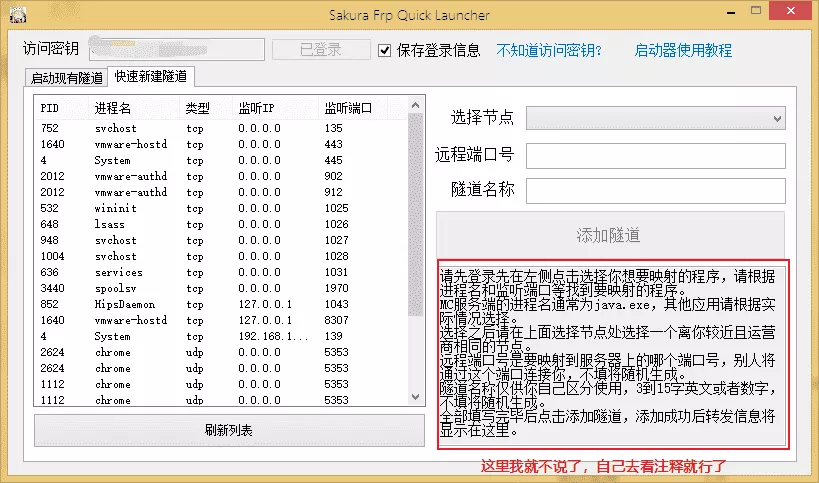 Sakura Frp Quick Launcher
访问密钥 已登录 保存登录信息 不知道访问密钥? 启动器使用教程
启动现有隧道 快速新建隧道
PID 进程名 类型 监听IP 监听端口
752 svchost tcp 0.0.0.0 135
1640 vmware-hostd tcp 0.0.0.0 443
4 System tcp 0.0.0.0 445
2012 vmware-authd tcp 0.0.0.0 902
2012 vmware-authd tcp 0.0.0.0 912
532 wininit tcp 0.0.0.0 1025
648 lsass tcp 0.0.0.0 1026
948 svchost tcp 0.0.0.0 1027
1004 svchost tcp 0.0.0.0 1028
636 services tcp 0.0.0.0 1031
3440 spoolsv tcp 0.0.0.0 1970
852 HipsDaemon tcp 127.0.0.1 1043
1640 vmware-hostd tcp 127.0.0.1 8307
4 System tcp 192.168.1... 139
2624 chrome udp 0.0.0.0 5353
2624 chrome udp 0.0.0.0 5353
1112 chrome udp 0.0.0.0 5353
1112 chrome udp 0.0.0.0 5353
刷新列表
选择节点
远程端口号
隧道名称
添加隧道
请先登录先在左侧点击选择你想要映射的程序，请根据
进程名和监听端口等找到要映射的程序。
MC服务端的进程名通常为java.exe，其他应用请根据实
际情况选择。
选择之后请在上面选择节点处选择一个离你较近且运营
商相同的节点。
远程端口号是要映射到服务器上的哪个端口号，别人将
通过这个端口连接你，不填将随机生成。
隧道名称仅供你自己区分使用，3到15字英文或者数字，
不填将随机生成。
全部填写完毕后点击添加隧道，添加成功后转发信息将
显示在这里。
这里我就不说了，自己去看注释就行了